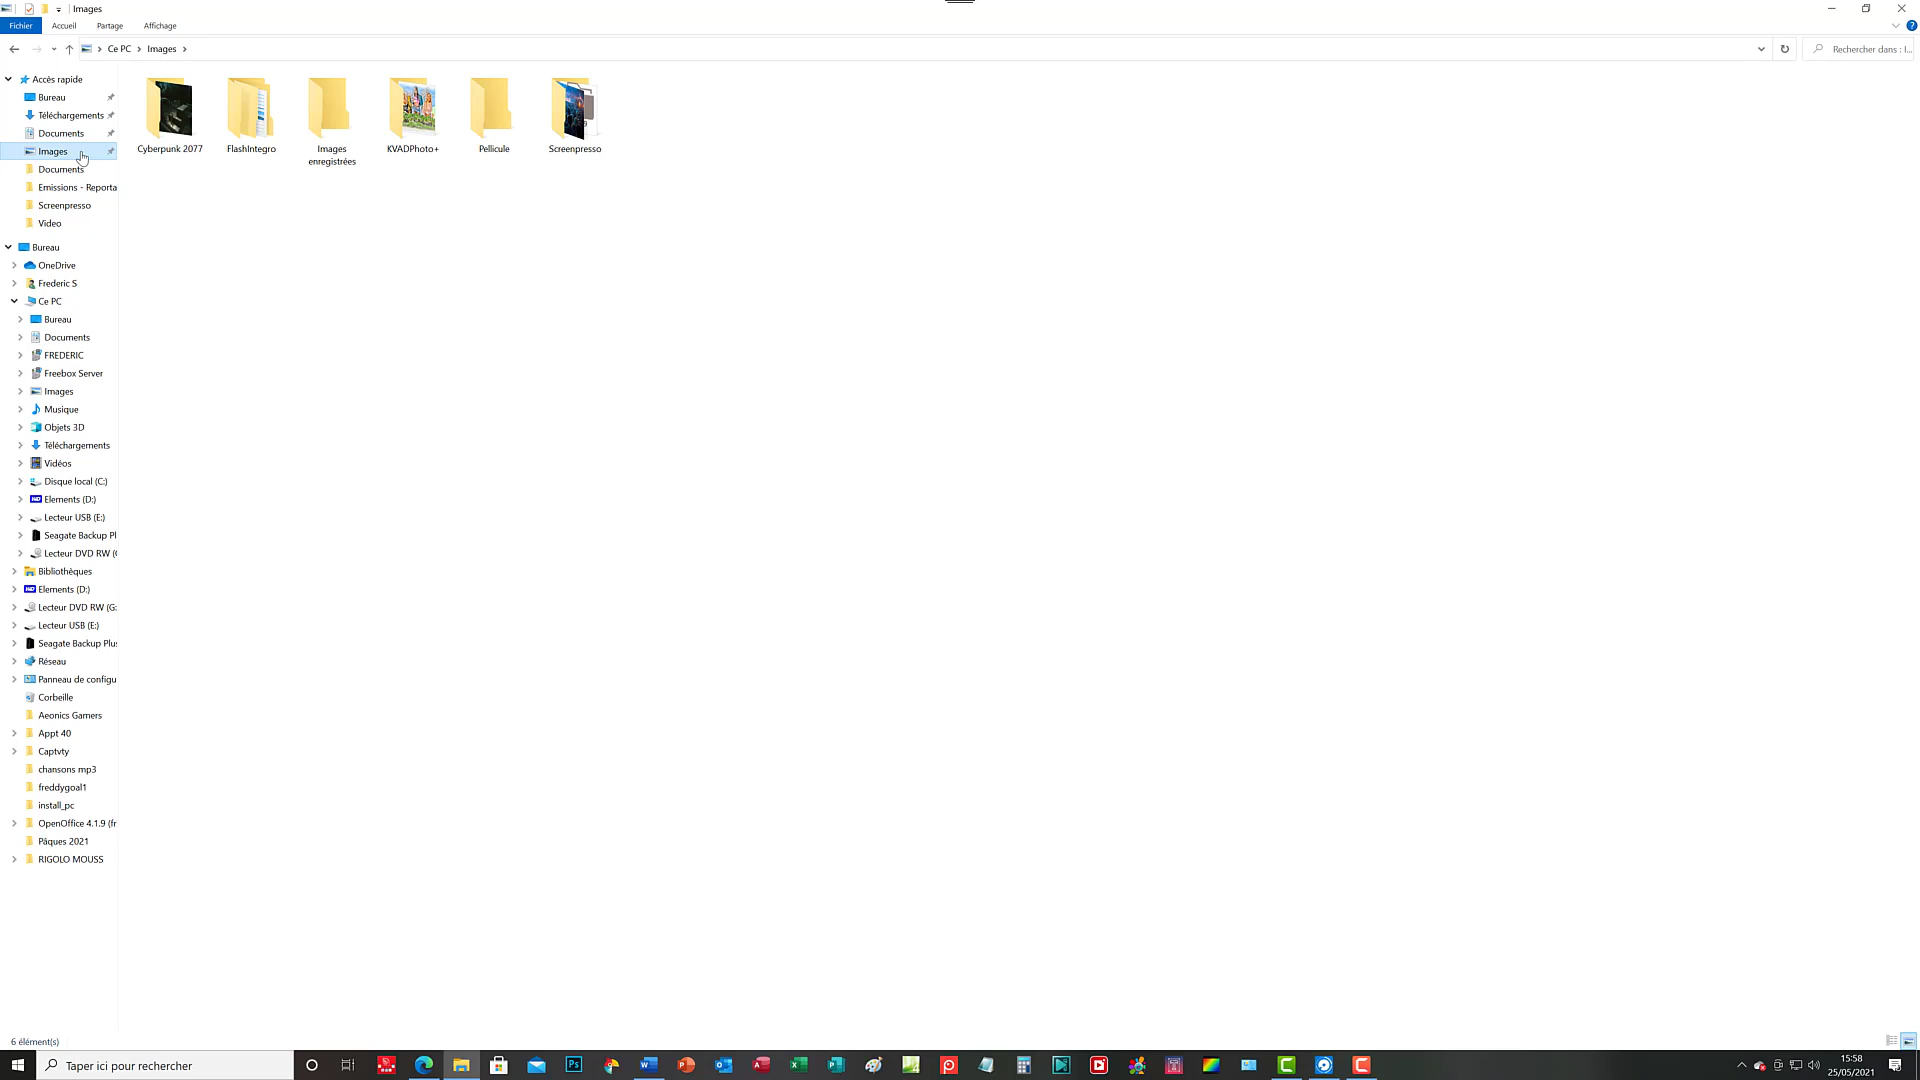 Images
Fichier Accueil Partage Affichage
Ce PC Images
Rechercher dans : I...
Accès rapide
Bureau
Téléchargements
Documents
Images
Documents
Emissions - Reporta
Screenpresso
Video
Bureau
OneDrive
Frederic S
Ce PC
Bureau
Documents
FREDERIC
Freebox Server
Images
Musique
Objets 3D
Téléchargements
Vidéos
Disque local (C:)
Elements (D:)
Lecteur USB (E:)
Seagate Backup Pl
Lecteur DVD RW (
Bibliothèques
Elements (D:)
Lecteur DVD RW (G:
Lecteur USB (E:)
Seagate Backup Plus
Réseau
Panneau de configu
Corbeille
Aeonics Gamers
Appt 40
Captvty
chansons mp3
freddygoal1
install_pc
OpenOffice 4.1.9 (fr
Pâques 2021
RIGOLO MOUSS
Cyberpunk 2077
FlashIntegro
Images
enregistrées
KVADPhoto+
Pellicule
Screenpresso
6 élément(s)
Taper ici pour rechercher
15:58
25/05/2021